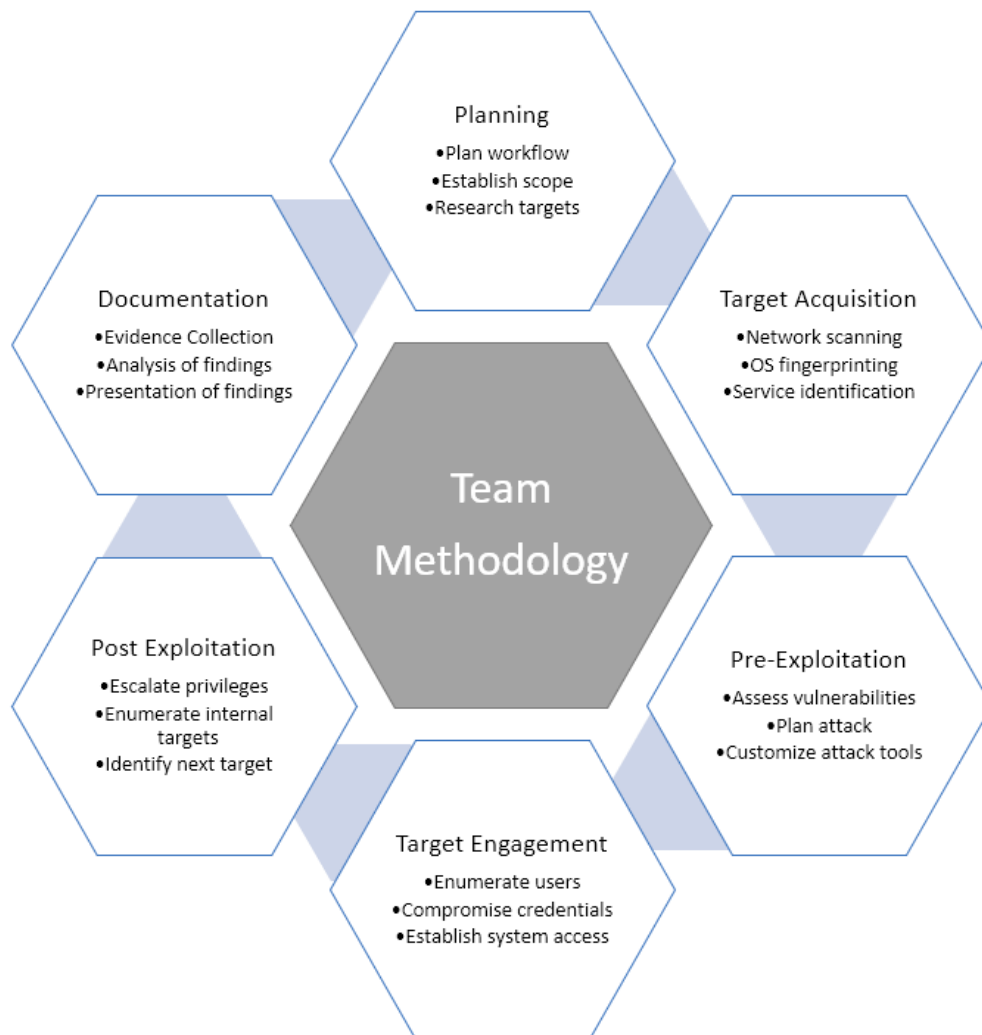 Planning
•Plan workflow
•Establish scope
•Research targets
Target Acquisition
•Network scanning
•OS fingerprinting
•Service identification
Pre-Exploitation
•Assess vulnerabilities
•Plan attack
•Customize attack tools
Target Engagement
•Enumerate users
•Compromise credentials
•Establish system access
Post Exploitation
•Escalate privileges
•Enumerate internal
targets
•Identify next target
Documentation
•Evidence Collection
•Analysis of findings
•Presentation of findings
Team
Methodology